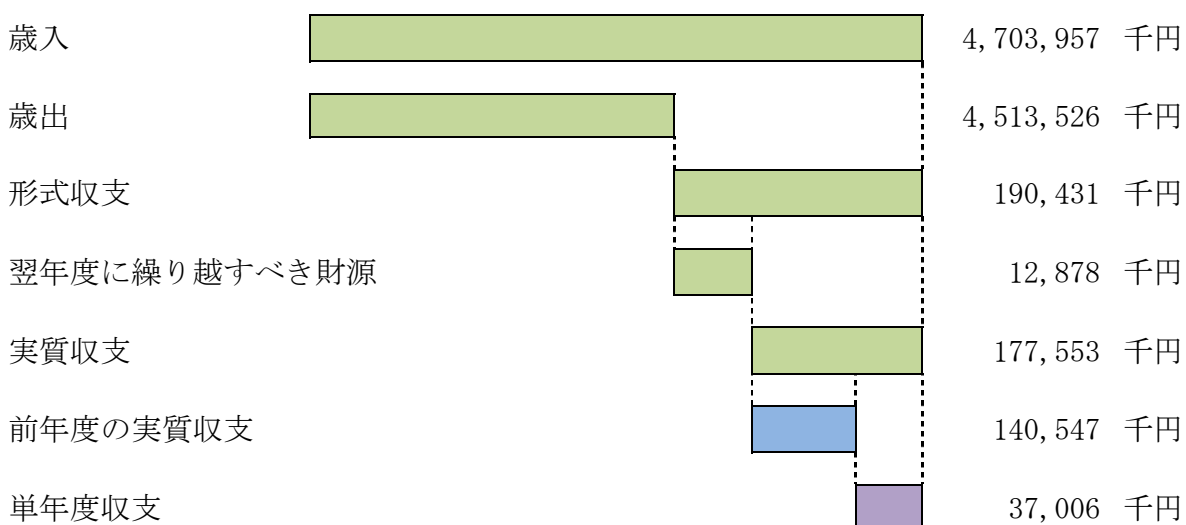 歳入 4,703,957 千円
歳出 4,513,526 千円
形式収支 190,431 千円
翌年度に繰り越すべき財源 12,878 千円
実質収支 177,553 千円
前年度の実質収支 140,547 千円
単年度収支 37,006 千円